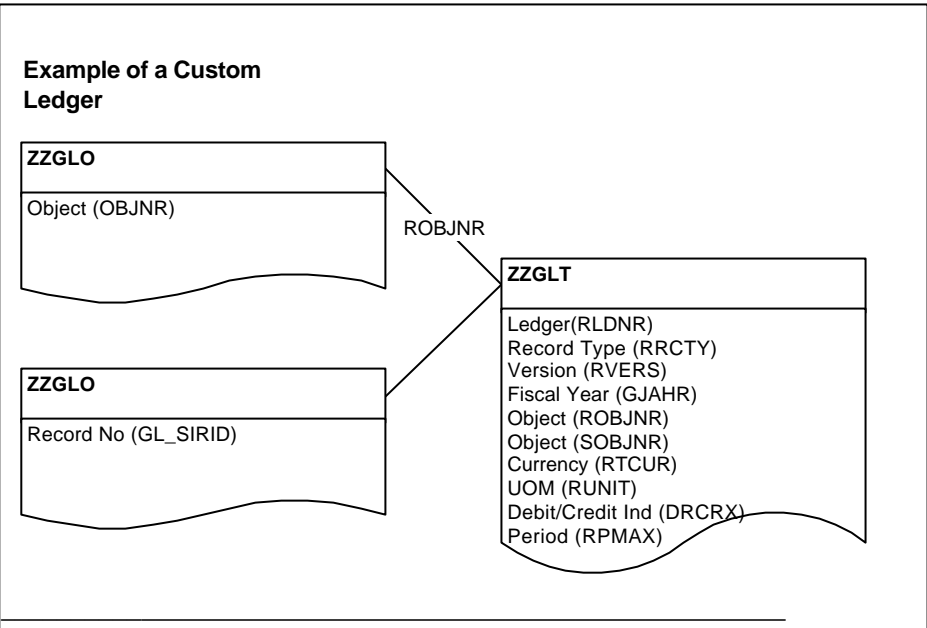 Example of a Custom
Ledger
ZZGLO
Object (OBJNR)
ROBJNR
ZZGLT
Ledger(RLDNR)
Record Type (RRCTY)
Version (RVERS)
Fiscal Year (GJAHR)
Object (ROBJNR)
Object (SOBJNR)
Currency (RTCUR)
UOM (RUNIT)
Debit/Credit Ind (DRCRX)
Period (RPMAX)
ZZGLO
Record No (GL_SIRID)